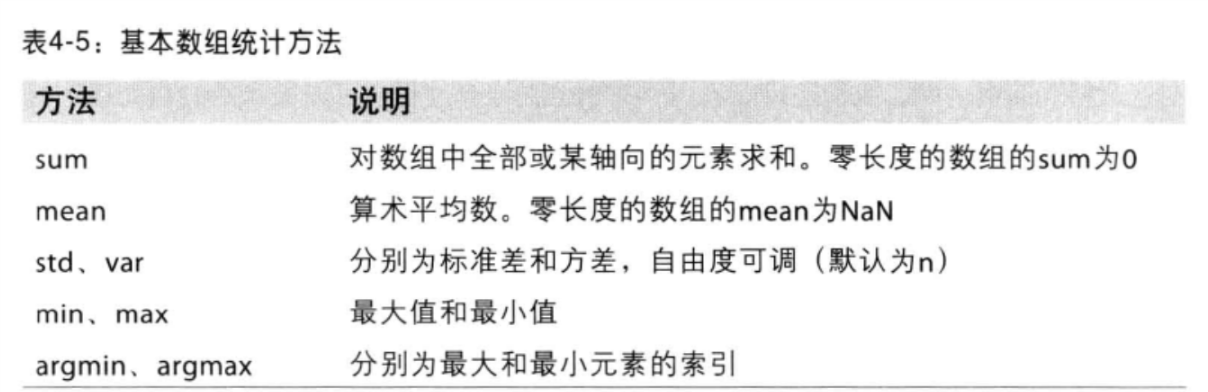 表4-5：基本数组统计方法
方法 说明
sum 对数组中全部或某轴向的元素求和。零长度的数组的sum为0
mean 算术平均数。零长度的数组的mean为NaN
std、var 分别为标准差和方差，自由度可调（默认为n）
min、max 最大值和最小值
argmin、argmax 分别为最大和最小元素的索引